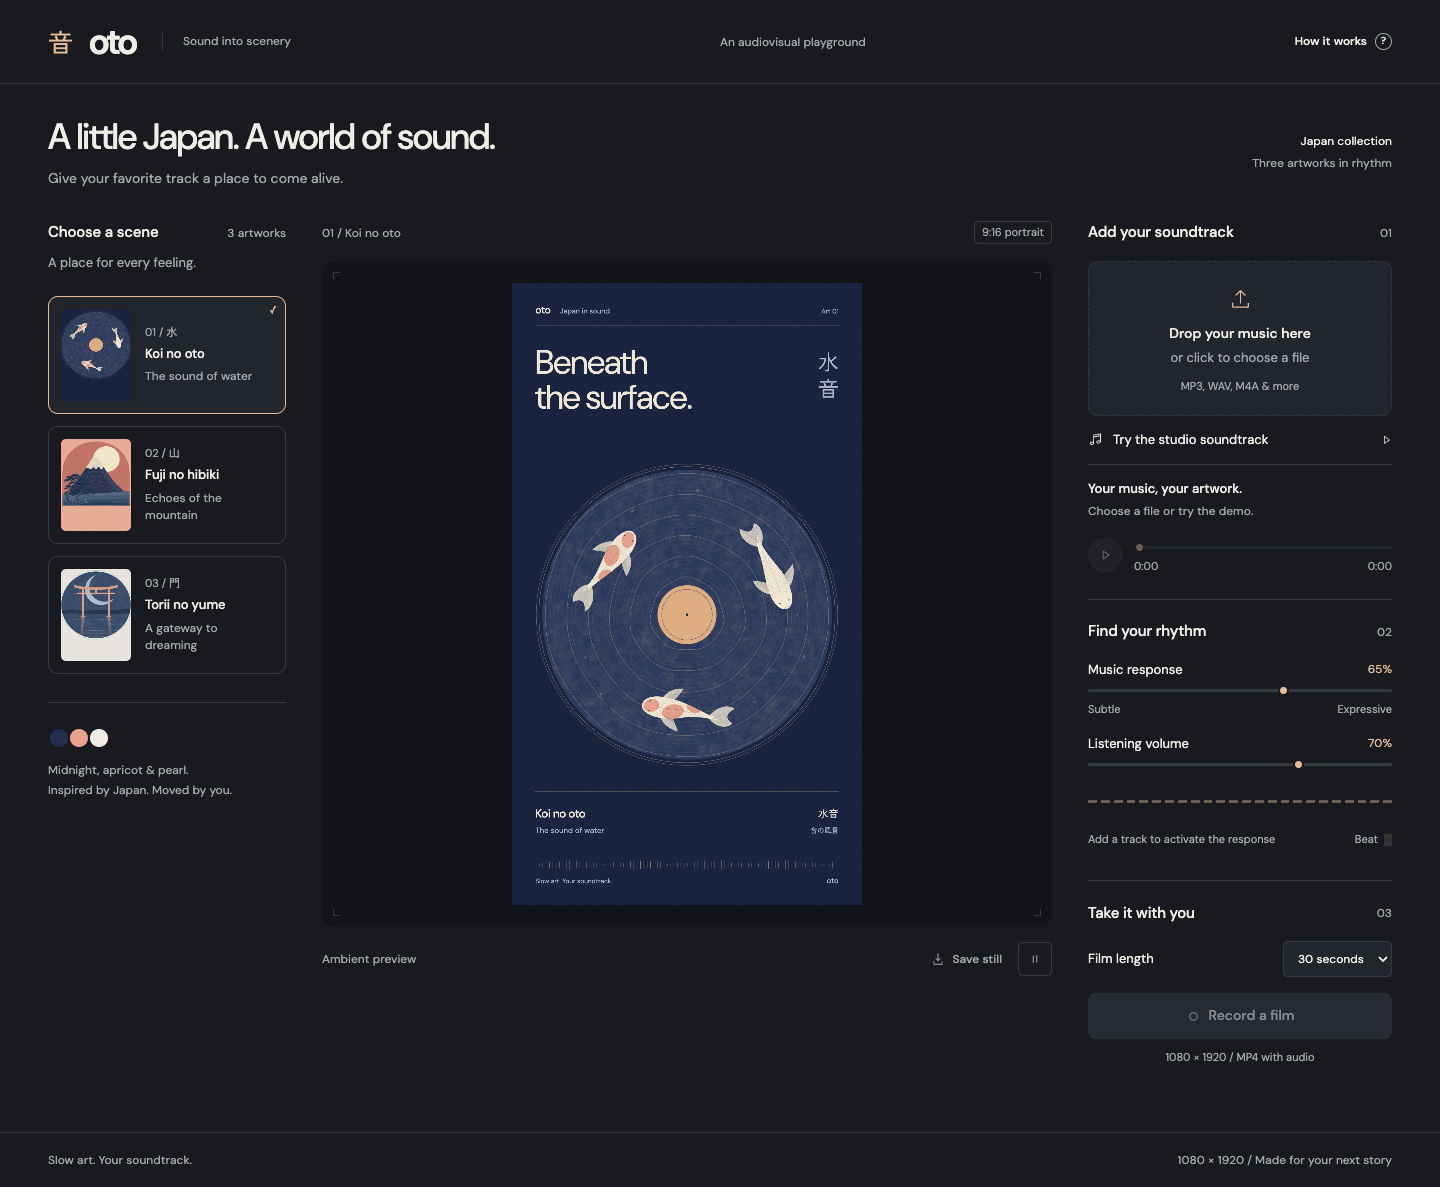 音 oto
Sound into scenery
An audiovisual playground
How it works ?
A little Japan. A world of sound.
Give your favorite track a place to come alive.
Japan collection
Three artworks in rhythm
Choose a scene
3 artworks
A place for every feeling.
01 / 水
Koi no oto
The sound of water
02 / 山
Fuji no hibiki
Echoes of the
mountain
03 / 門
Torii no yume
A gateway to
dreaming
Midnight, apricot & pearl.
Inspired by Japan. Moved by you.
01 / Koi no oto
9:16 portrait
oto Japan in sound
Art 01
Beneath
the surface.
水
音
Koi no oto
水音
The sound of water
音の風景
Slow art. Your soundtrack.
oto
Ambient preview
Save still
Add your soundtrack
01
Drop your music here
or click to choose a file
MP3, WAV, M4A & more
Try the studio soundtrack
Your music, your artwork.
Choose a file or try the demo.
0:00
0:00
Find your rhythm
02
Music response
65%
Subtle
Expressive
Listening volume
70%
Add a track to activate the response
Beat
Take it with you
03
Film length
30 seconds
Record a film
1080 × 1920 / MP4 with audio
Slow art. Your soundtrack.
1080 × 1920 / Made for your next story